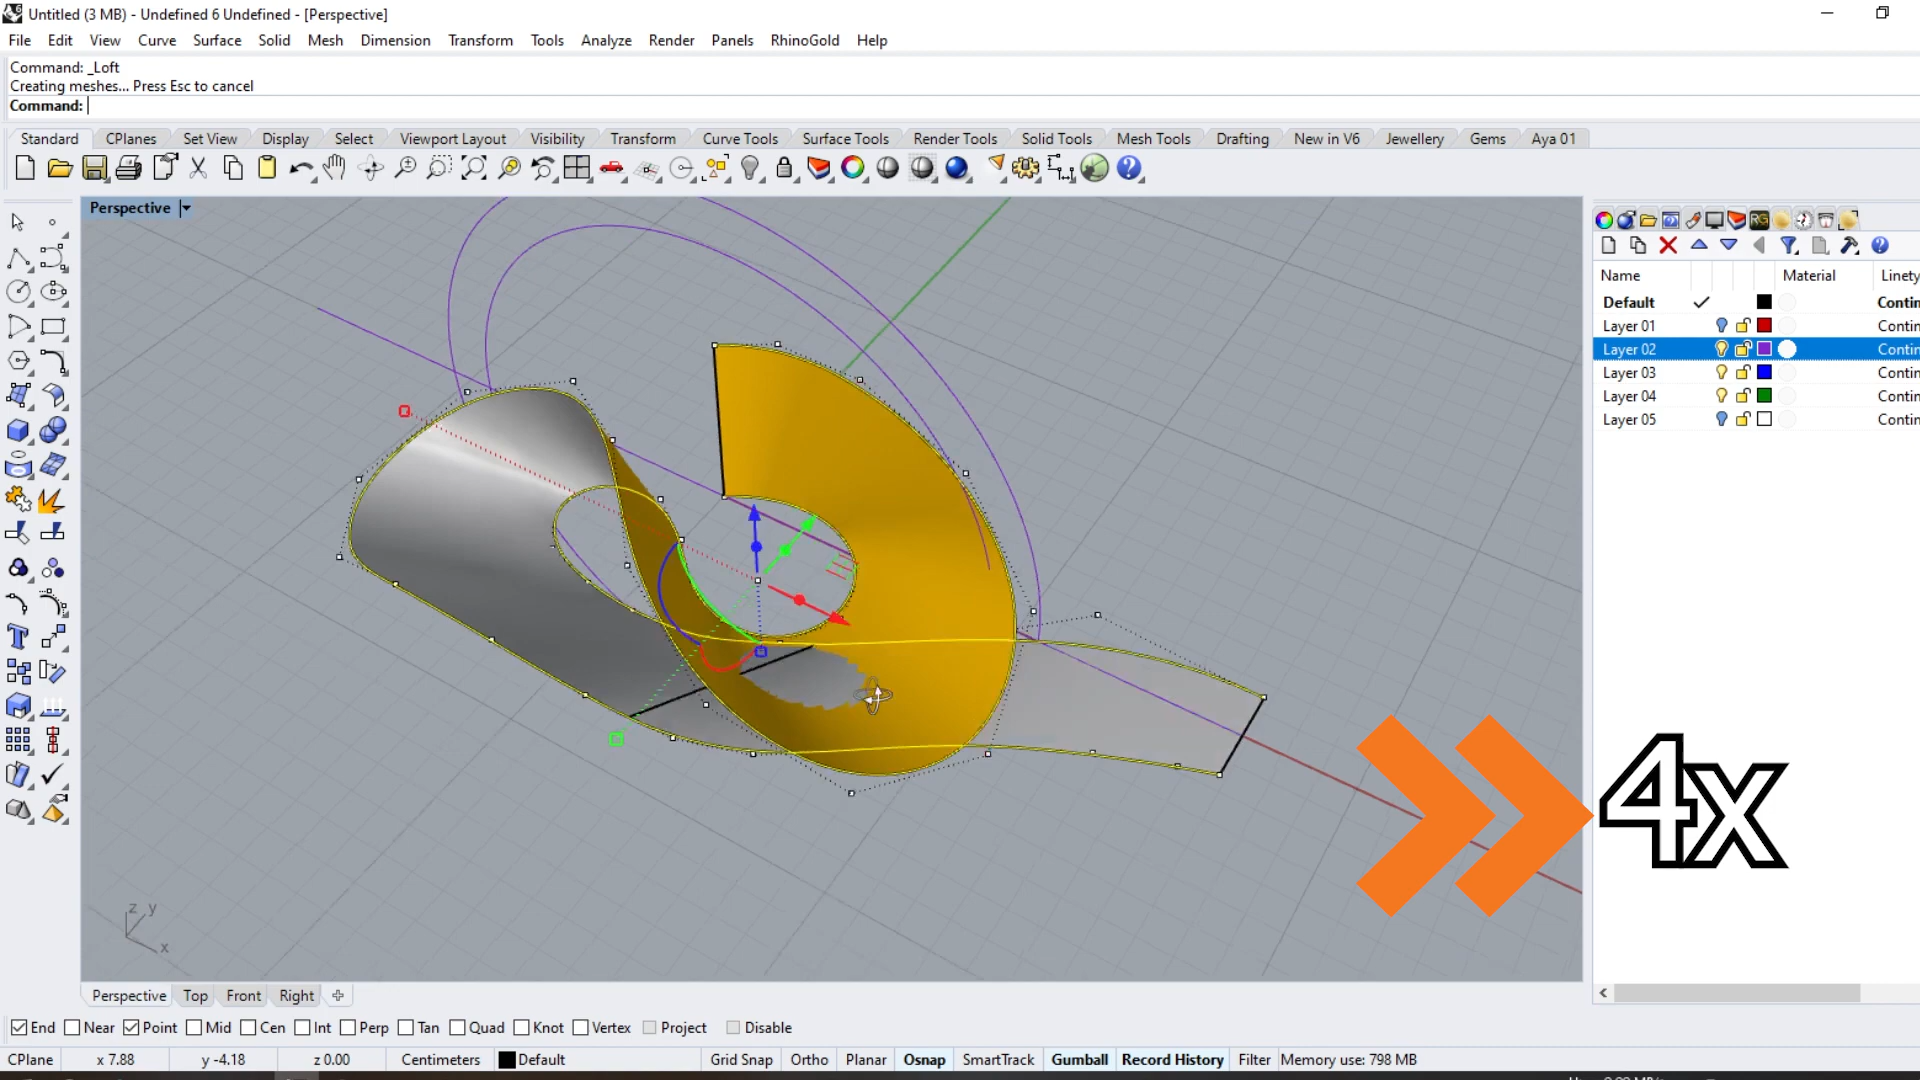 Untitled (3 MB) - Undefined 6 Undefined - [Perspective]
File Edit View Curve Surface Solid Mesh Dimension Transform Tools Analyze Render Panels RhinoGold Help
Command: _Loft
Creating meshes... Press Esc to cancel
Command:
Standard CPlanes Set View Display Select Viewport Layout Visibility Transform Curve Tools Surface Tools Render Tools Solid Tools Mesh Tools Drafting New in V6 Jewellery Gems Aya 01
Perspective
RG
Name Material Linety
Default Contin
Layer 01 Contin
Layer 02 Contin
Layer 03 Contin
Layer 04 Contin
Layer 05 Contin
4x
z y
x
Perspective Top Front Right
End Near Point Mid Cen Int Perp Tan Quad Knot Vertex Project Disable
CPlane x 7.88 y -4.18 z 0.00 Centimeters Default Grid Snap Ortho Planar Osnap SmartTrack Gumball Record History Filter Memory use: 798 MB